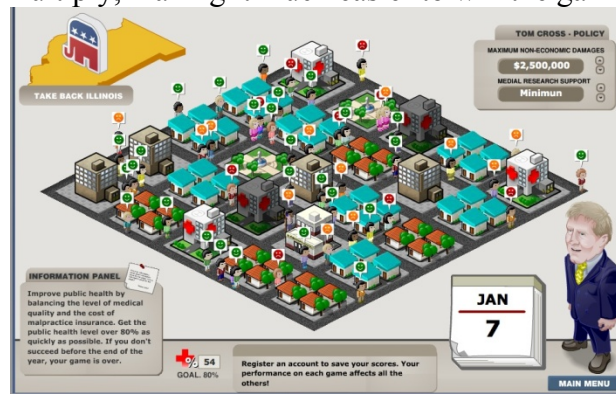 TOM CROSS - POLICY
MAXIMUM NON-ECONOMIC DAMAGES
$2,500,000
MEDIAL RESEARCH SUPPORT
Minimun
TAKE BACK ILLINOIS
INFORMATION PANEL
Improve public health by
balancing the level of medical
quality and the cost of
malpractice insurance. Get the
public health level over 80% as
quickly as possible. If you don't
succeed before the end of the
year, your game is over.
% 54
GOAL. 80%
Register an account to save your scores. Your
performance on each game affects all the
others!
JAN
7
MAIN MENU